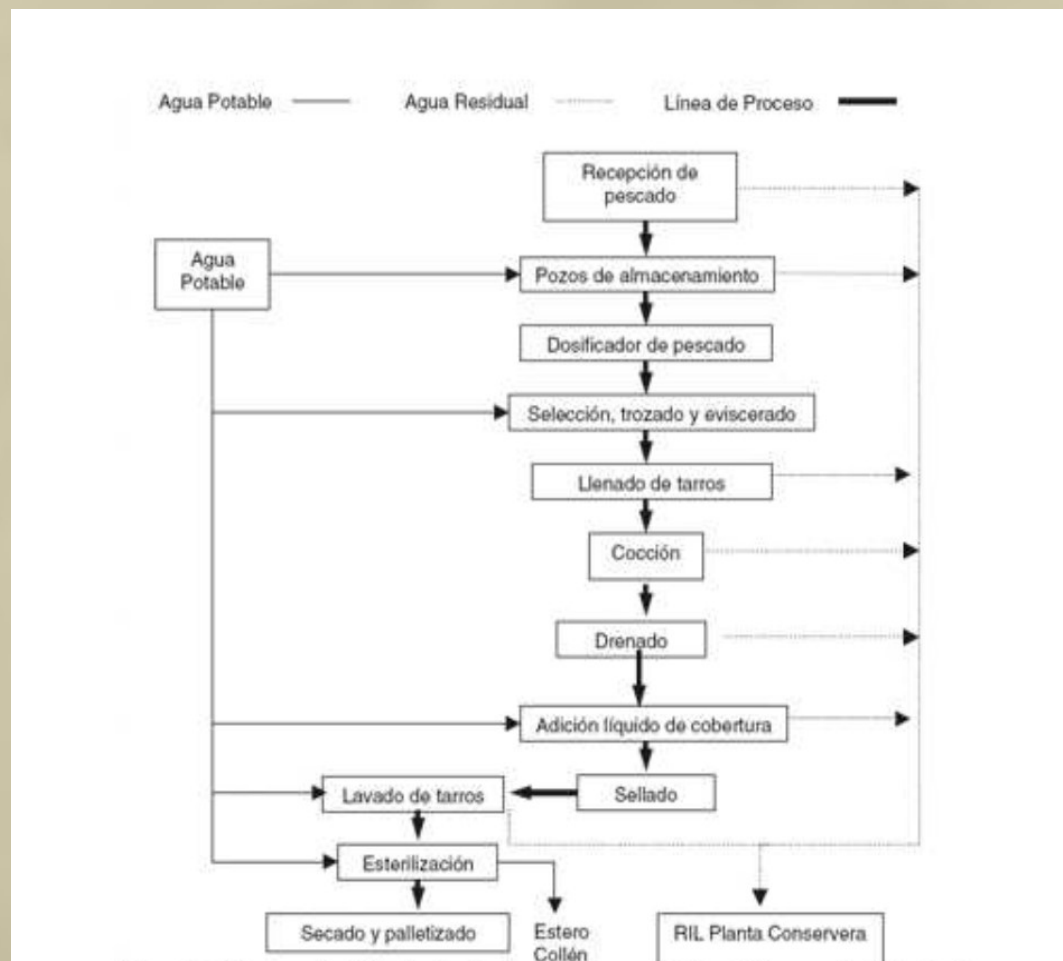 Agua Potable
Agua Residual
Línea de Proceso
Recepción de
pescado
Agua
Potable
Pozos de almacenamiento
Dosificador de pescado
Selección, trozado y eviscerado
Llenado de tarros
Cocción
Drenado
Adición líquido de cobertura
Lavado de tarros
Sellado
Esterilización
Secado y palletizado
Estero
Collén
RIL Planta Conservera